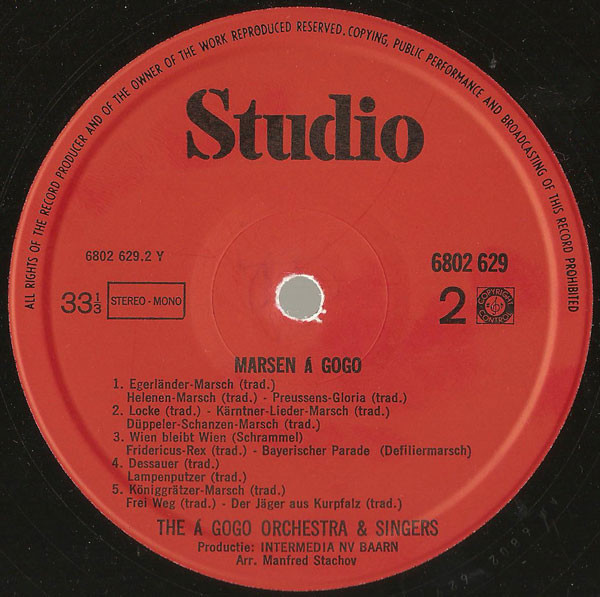 ALL RIGHTS OF THE RECORD PRODUCER AND OF THE OWNER OF THE WORK REPRODUCED RESERVED. COPYING, PUBLIC PERFORMANCE AND BROADCASTING OF THIS RECORD PROHIBITED
Studio
6802 629.2 Y
6802 629
33⅓ STEREO - MONO
2 COPYRIGHT CONTROL
MARSEN Á GOGO
1. Egerländer-Marsch (trad.)
Helenen-Marsch (trad.) - Preussens-Gloria (trad.)
2. Locke (trad.) - Kärntner-Lieder-Marsch (trad.)
Düppeler-Schanzen-Marsch (trad.)
3. Wien bleibt Wien (Schrammel)
Fridericus-Rex (trad.) - Bayerischer Parade (Defiliermarsch)
4. Dessauer (trad.)
Lampenputzer (trad.)
5. Königgrätzer-Marsch (trad.)
Frei Weg (trad.) - Der Jäger aus Kurpfalz (trad.)
THE Á GOGO ORCHESTRA & SINGERS
Productie: INTERMEDIA NV BAARN
Arr. Manfred Stachov